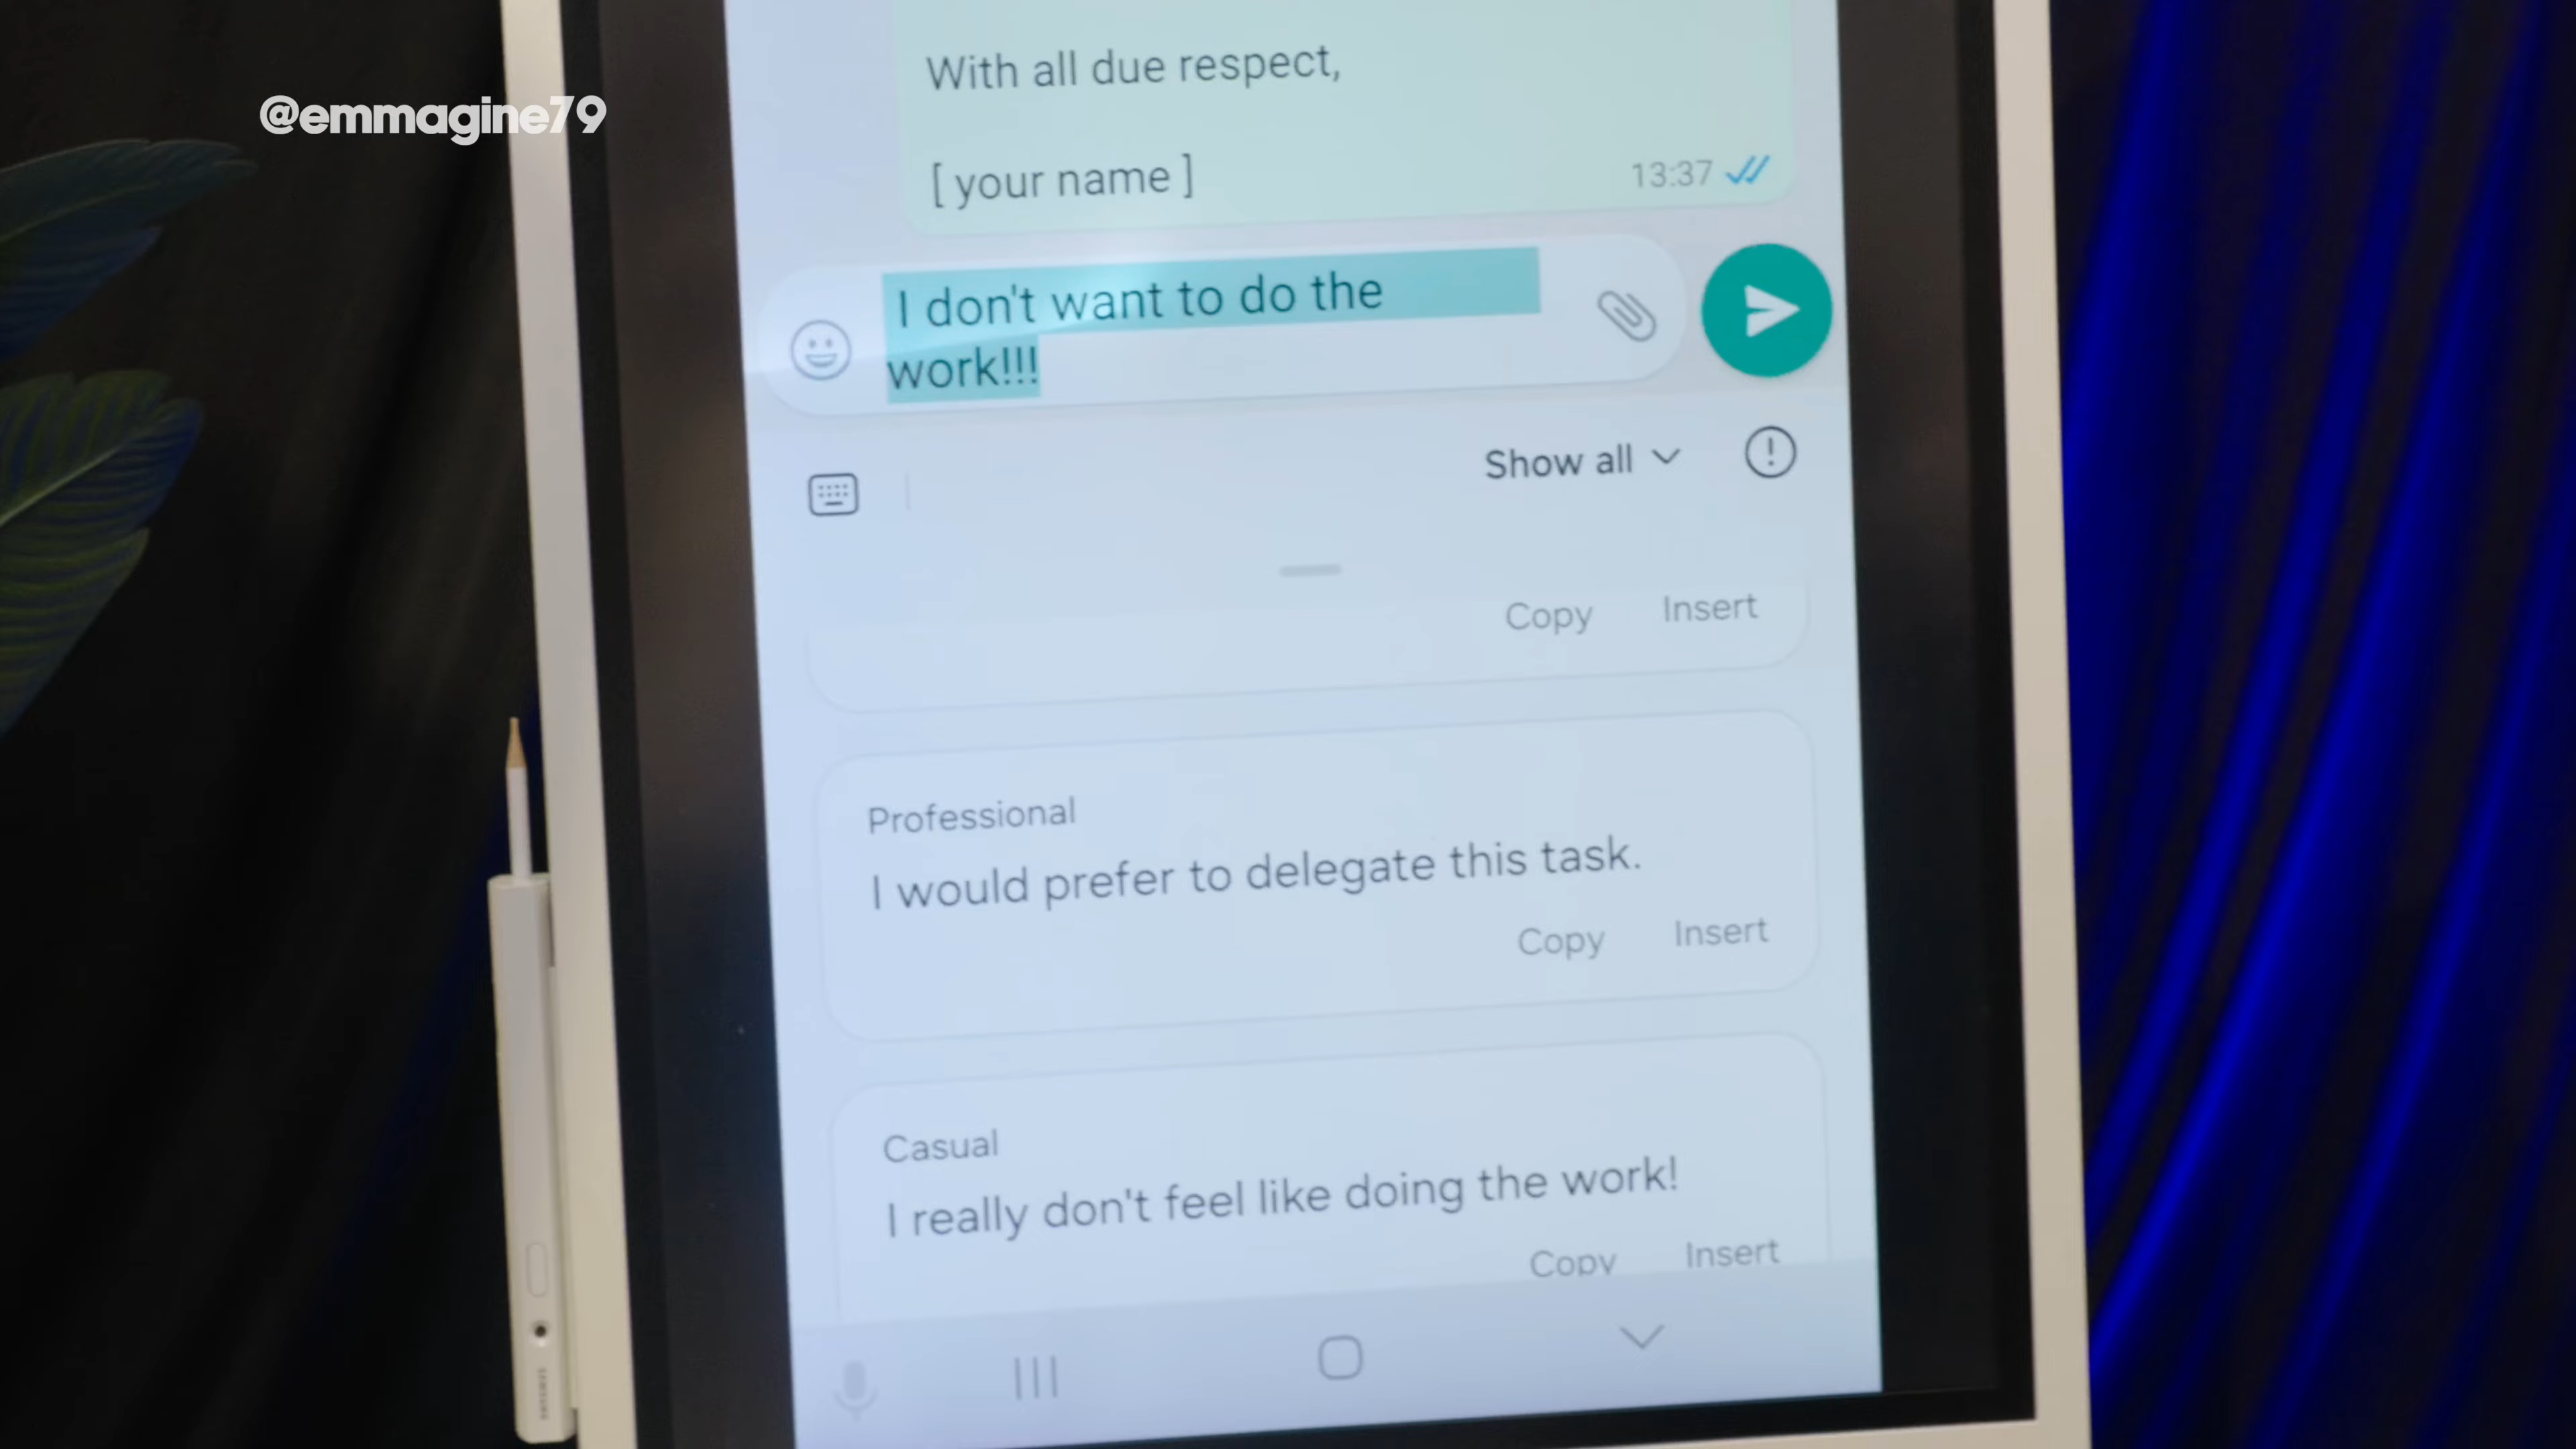 @emmagine79
With all due respect,
[ your name ]
13:37
I don't want to do the
work!!!
Show all
Copy Insert
Professional
I would prefer to delegate this task.
Copy Insert
Casual
I really don't feel like doing the work!
Copy Insert
SAMSUNG